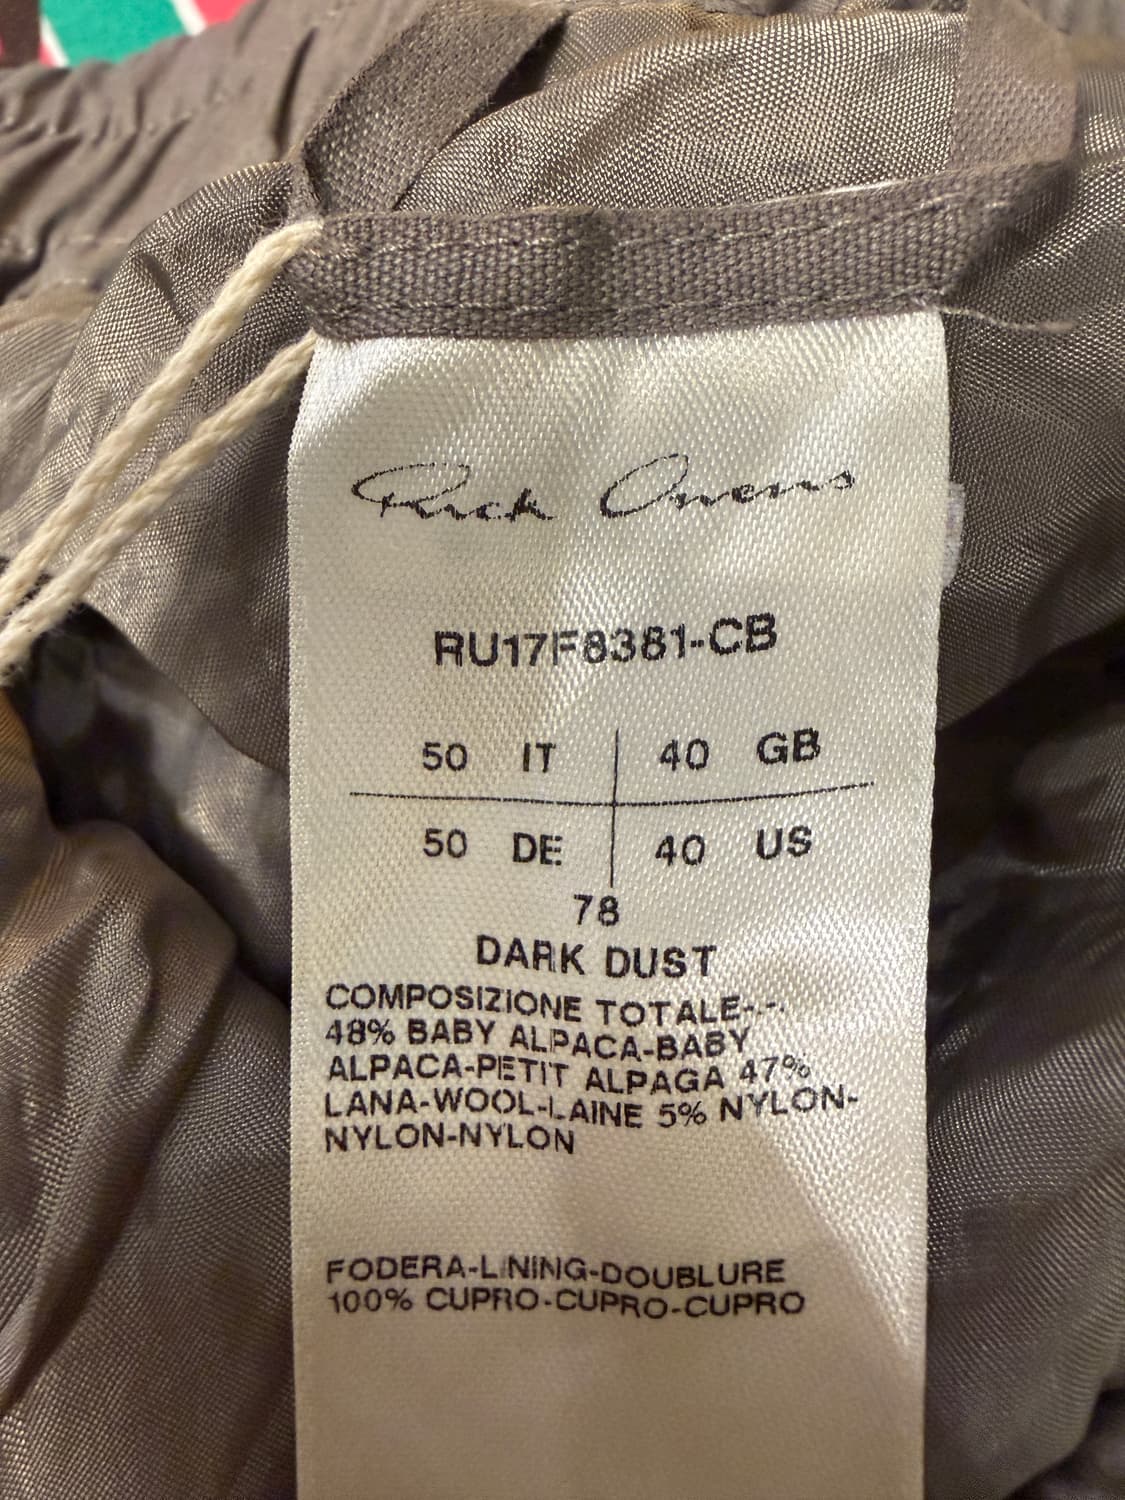 Rick Owens
RU17F8381-CB
50 IT 40 GB
50 DE 40 US
78
DARK DUST
COMPOSIZIONE TOTALE---
48% BABY ALPACA-BABY
ALPACA-PETIT ALPAGA 47%
LANA-WOOL-LAINE 5% NYLON-
NYLON-NYLON
FODERA-LINING-DOUBLURE
100% CUPRO-CUPRO-CUPRO